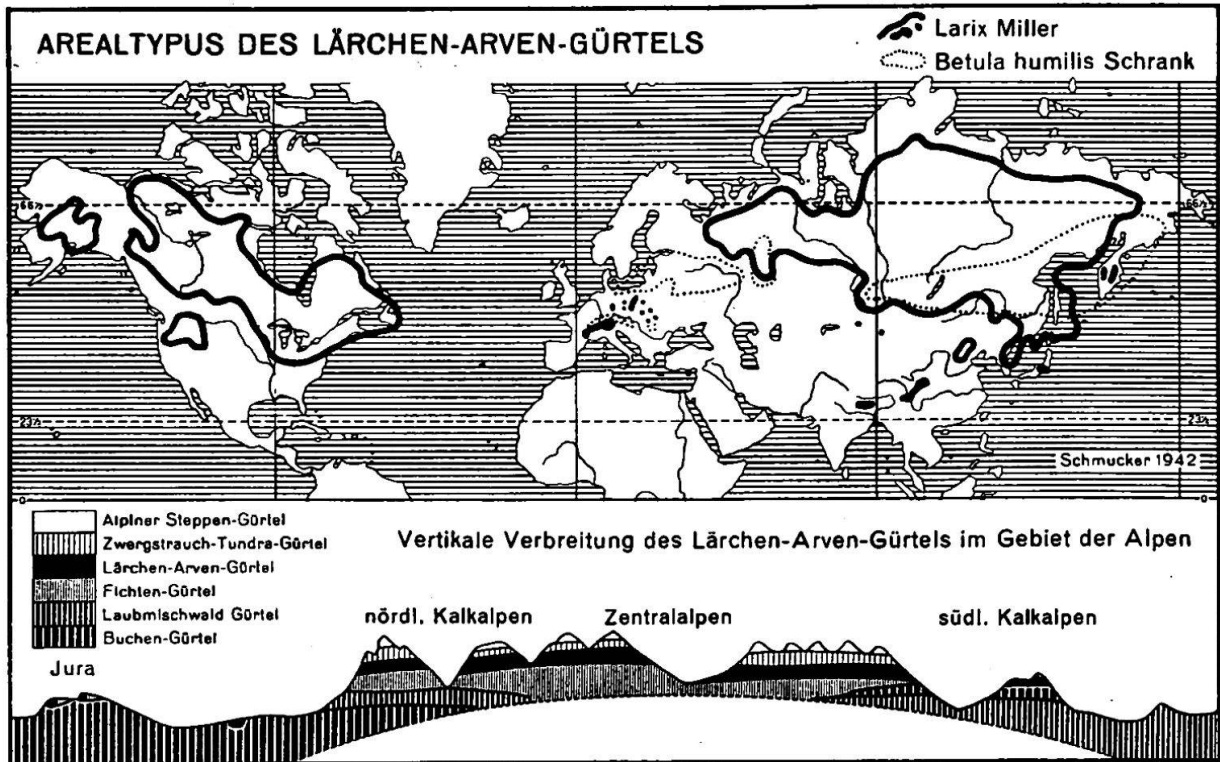 AREALTYPUS DES LÄRCHEN-ARVEN-GÜRTELS
Larix Miller
Betula humilis Schrank
66½
66½
23½
23½
Schmucker 1942
0
0
Alpiner Steppen-Gürtel
Zwergstrauch-Tundra-Gürtel
Lärchen-Arven-Gürtel
Fichten-Gürtel
Laubmischwald Gürtel
Buchen-Gürtel
Vertikale Verbreitung des Lärchen-Arven-Gürtels im Gebiet der Alpen
nördl. Kalkalpen
Zentralalpen
südl. Kalkalpen
Jura